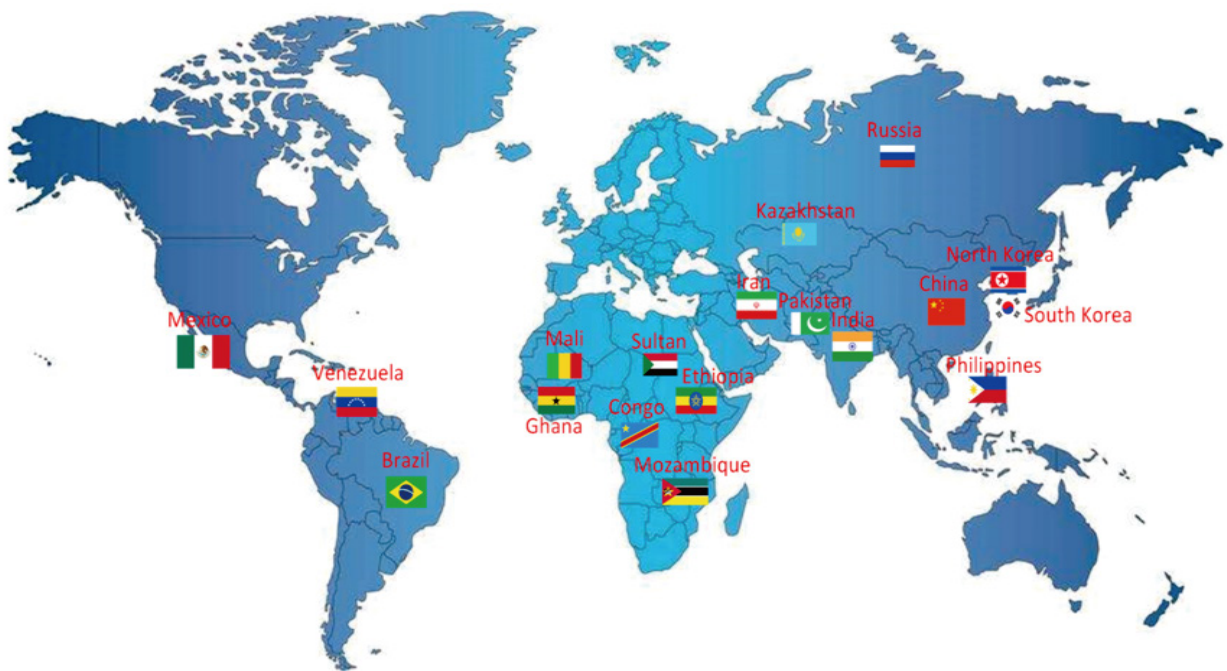 Russia
Kazakhstan
North Korea
Iran
China
Pakistan
South Korea
Mexico
India
Mali
Sultan
Philippines
Venezuela
Ethiopia
Congo
Ghana
Brazil
Mozambique